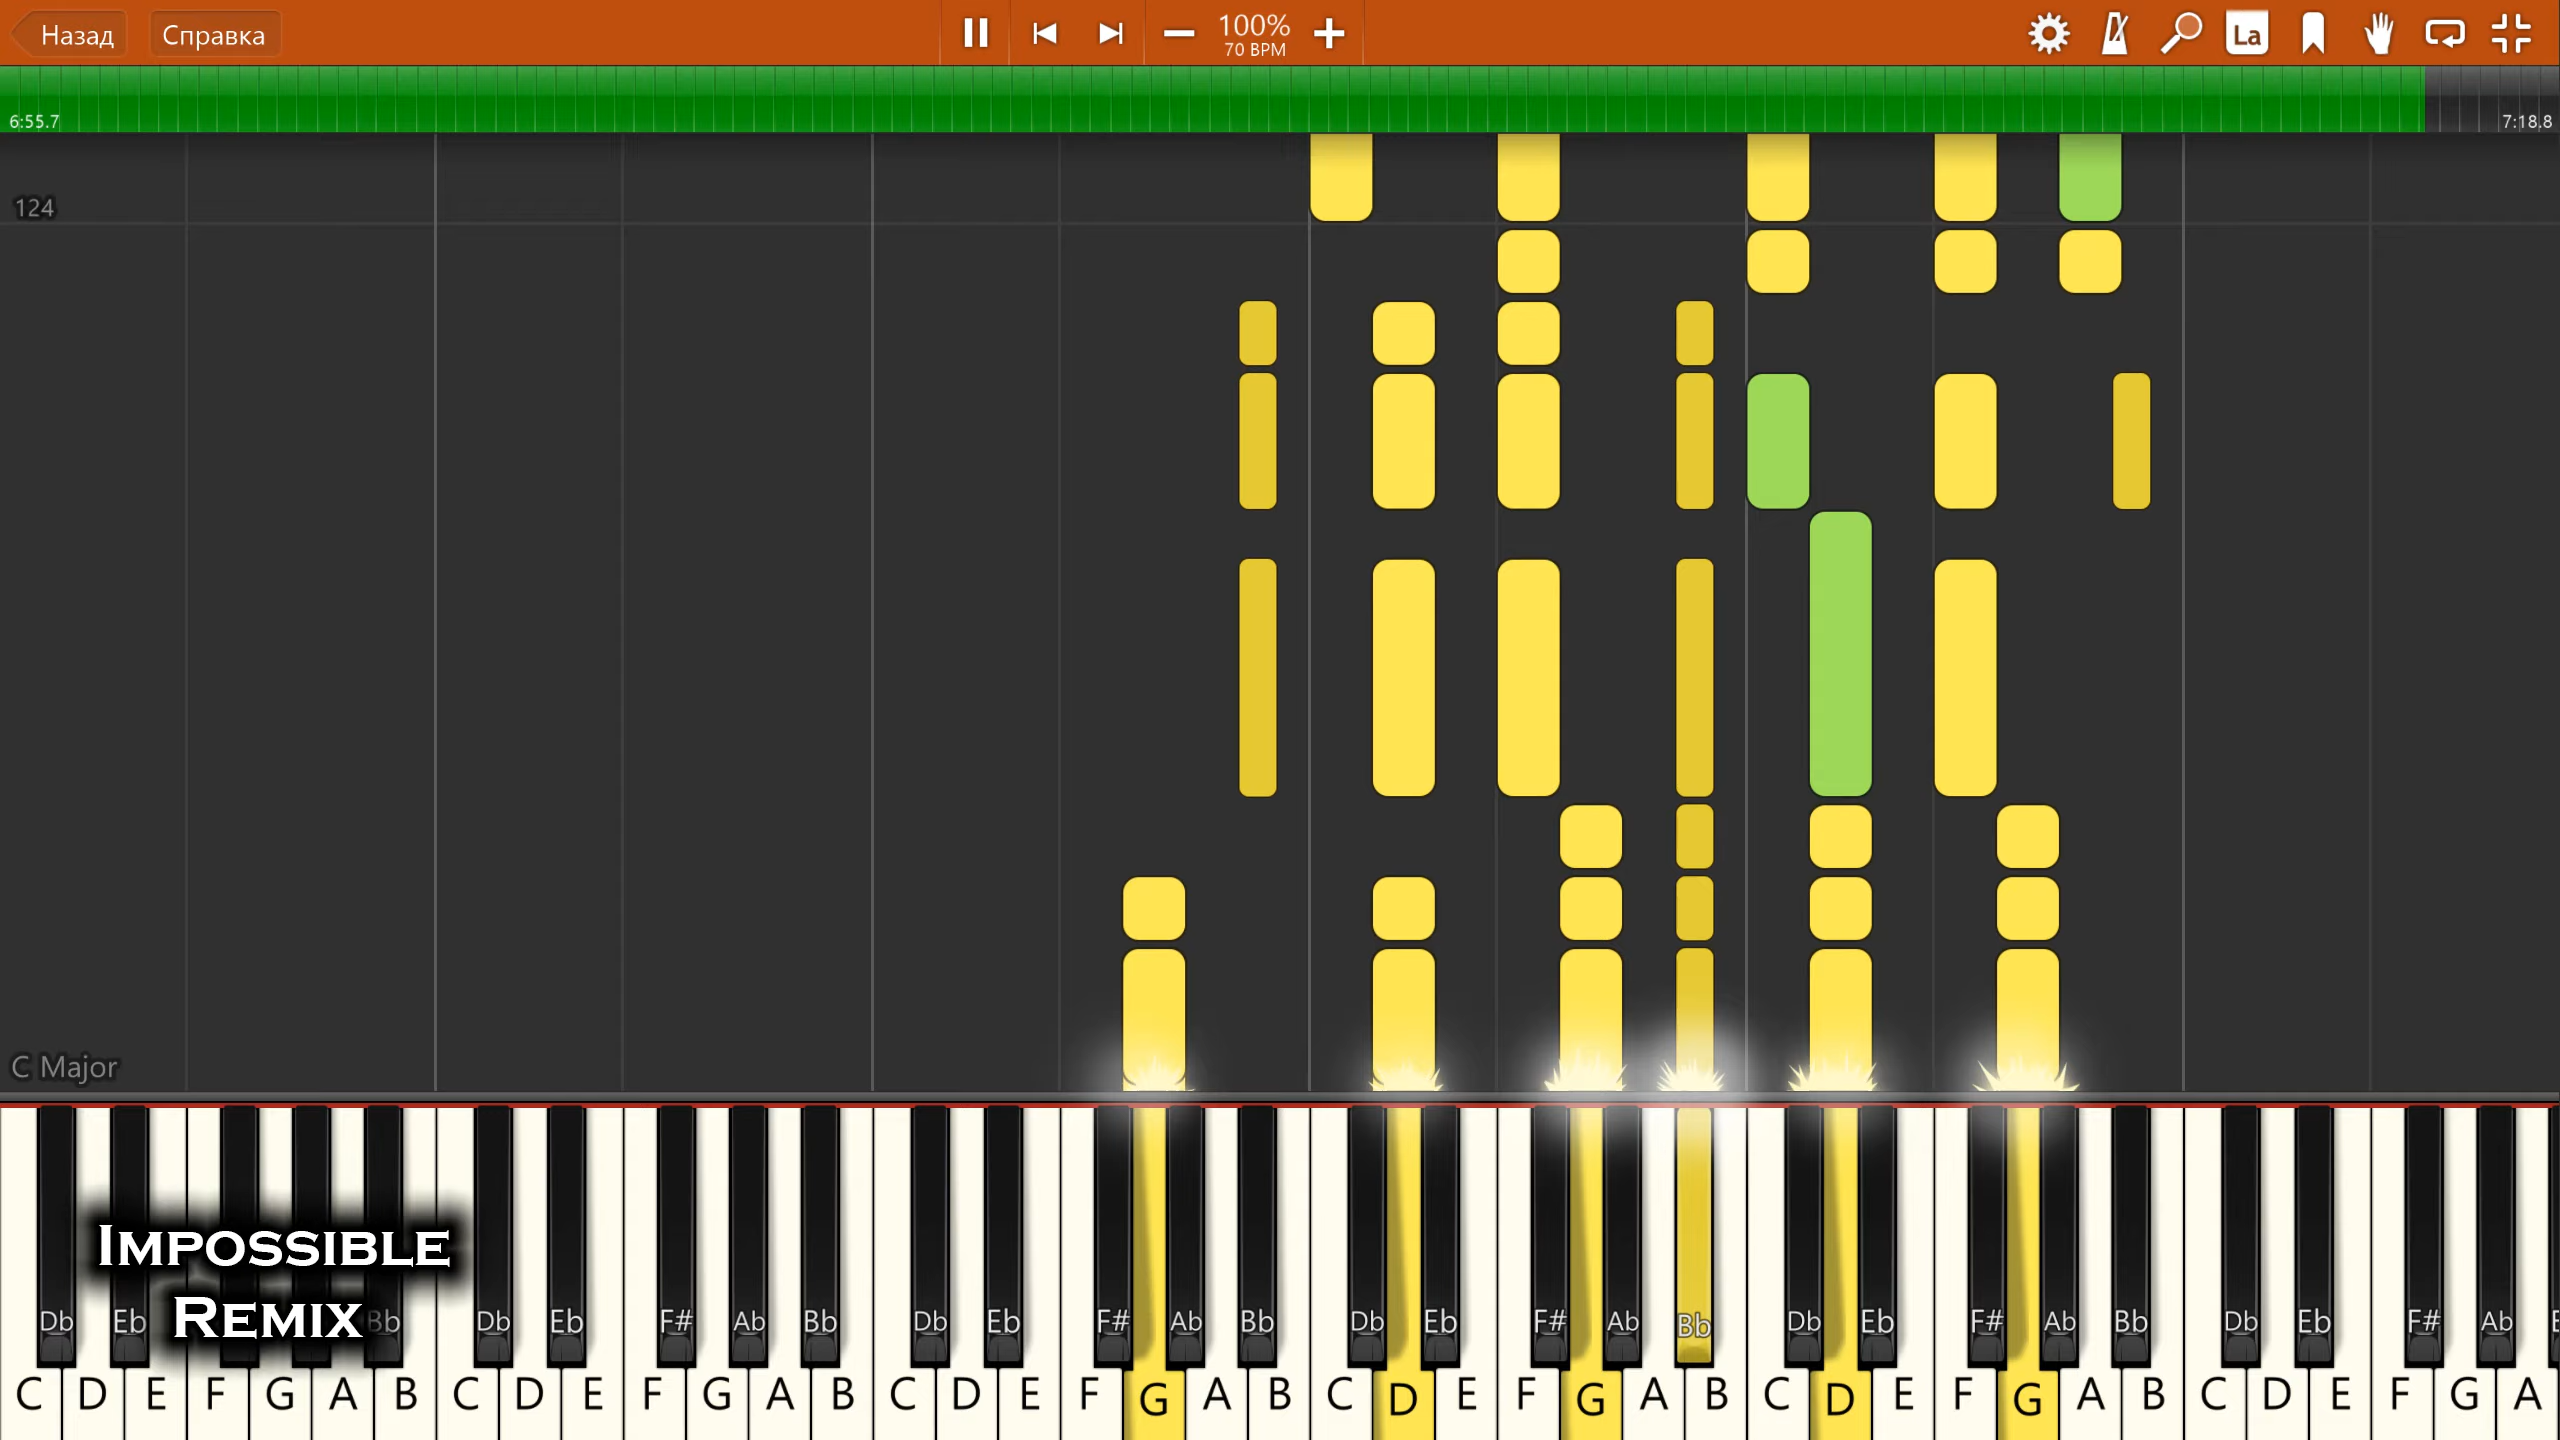 Назад Справка 100% La
70 BPM
6:55.7 7:18.8
124
C Major
IMPOSSIBLE
REMIX
Db Eb Bb Db Eb F# Ab Bb Db Eb F# Ab Bb Db Eb F# Ab Bb Db Eb F# Ab Bb Db Eb F# Ab
C D E F G A B C D E F G A B C D E F G A B C D E F G A B C D E F G A B C D E F G A